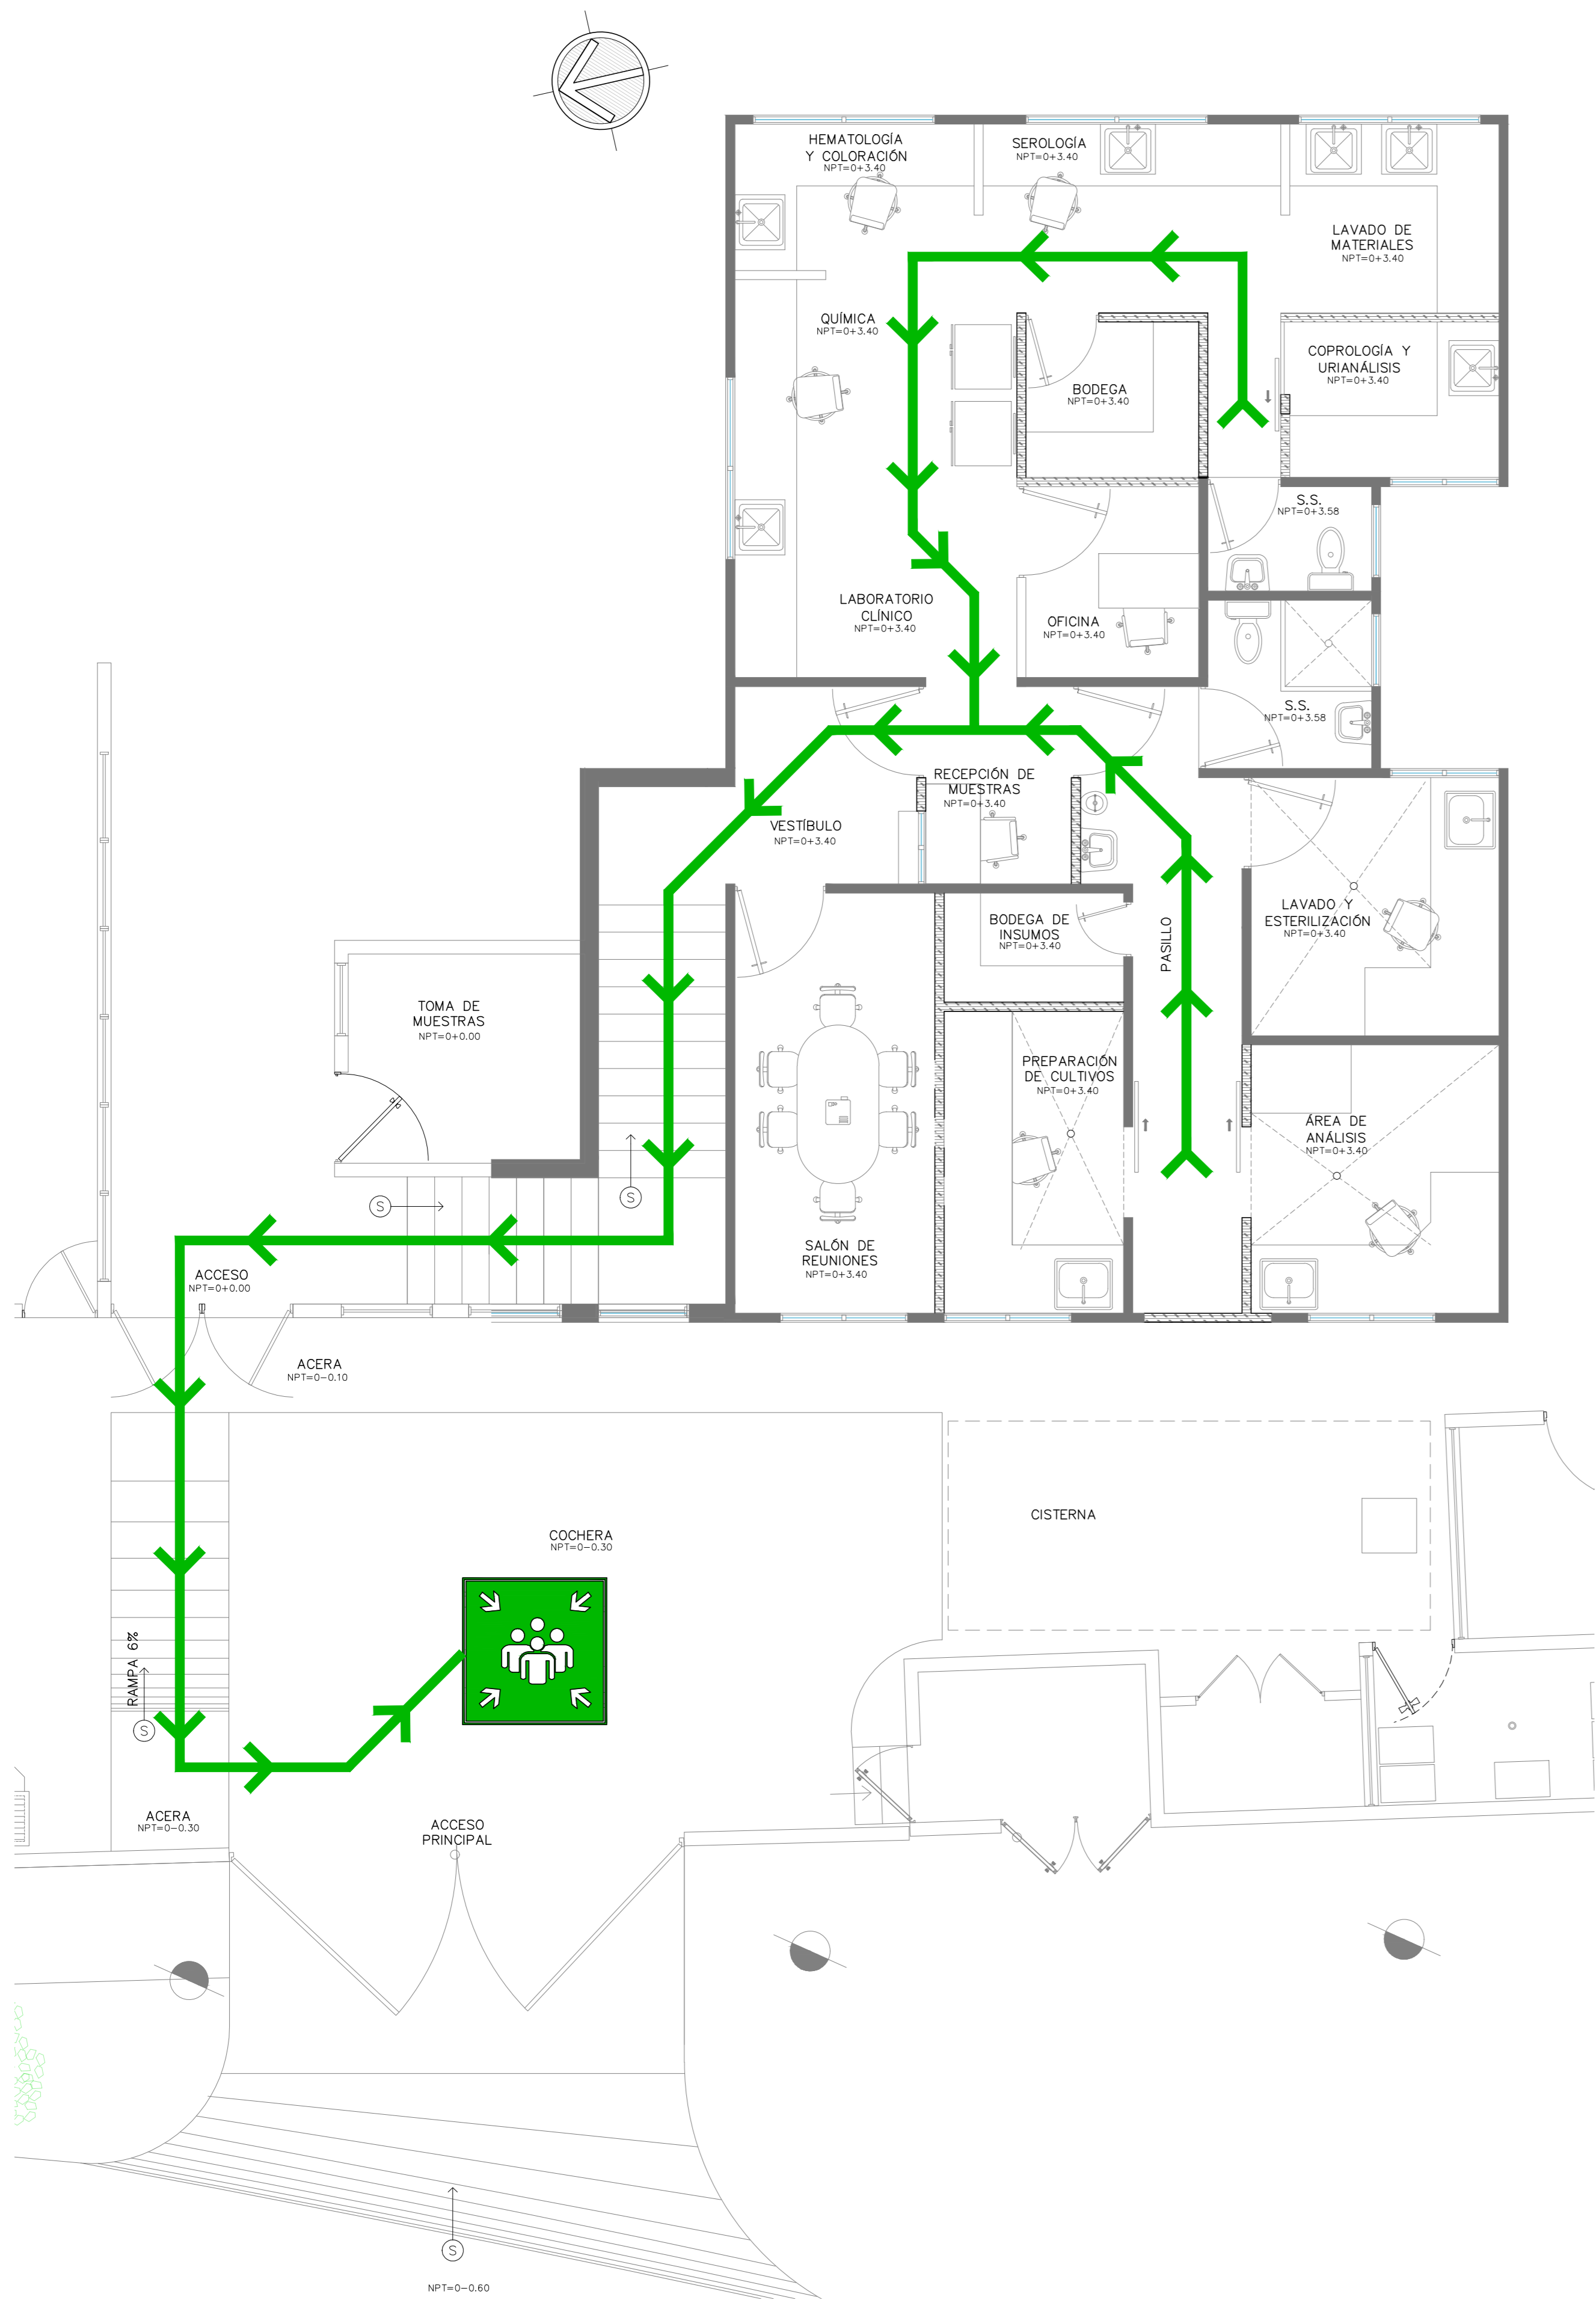 HEMATOLOGÍA
Y COLORACIÓN
NPT=0+3.40
SEROLOGÍA
NPT=0+3.40
LAVADO DE
MATERIALES
NPT=0+3.40
QUÍMICA
NPT=0+3.40
BODEGA
NPT=0+3.40
COPROLOGÍA Y
URIANÁLISIS
NPT=0+3.40
S.S.
NPT=0+3.58
LABORATORIO
CLÍNICO
NPT=0+3.40
OFICINA
NPT=0+3.40
S.S.
NPT=0+3.58
RECEPCIÓN DE
MUESTRAS
NPT=0+3.40
VESTÍBULO
NPT=0+3.40
LAVADO Y
ESTERILIZACIÓN
NPT=0+3.40
BODEGA DE
INSUMOS
NPT=0+3.40
PASILLO
TOMA DE
MUESTRAS
NPT=0+0.00
PREPARACIÓN
DE CULTIVOS
NPT=0+3.40
ÁREA DE
ANÁLISIS
NPT=0+3.40
S
S
SALÓN DE
REUNIONES
NPT=0+3.40
ACCESO
NPT=0+0.00
ACERA
NPT=0-0.10
CISTERNA
COCHERA
NPT=0-0.30
RAMPA 6%
S
ACERA
NPT=0-0.30
ACCESO
PRINCIPAL
S
NPT=0-0.60